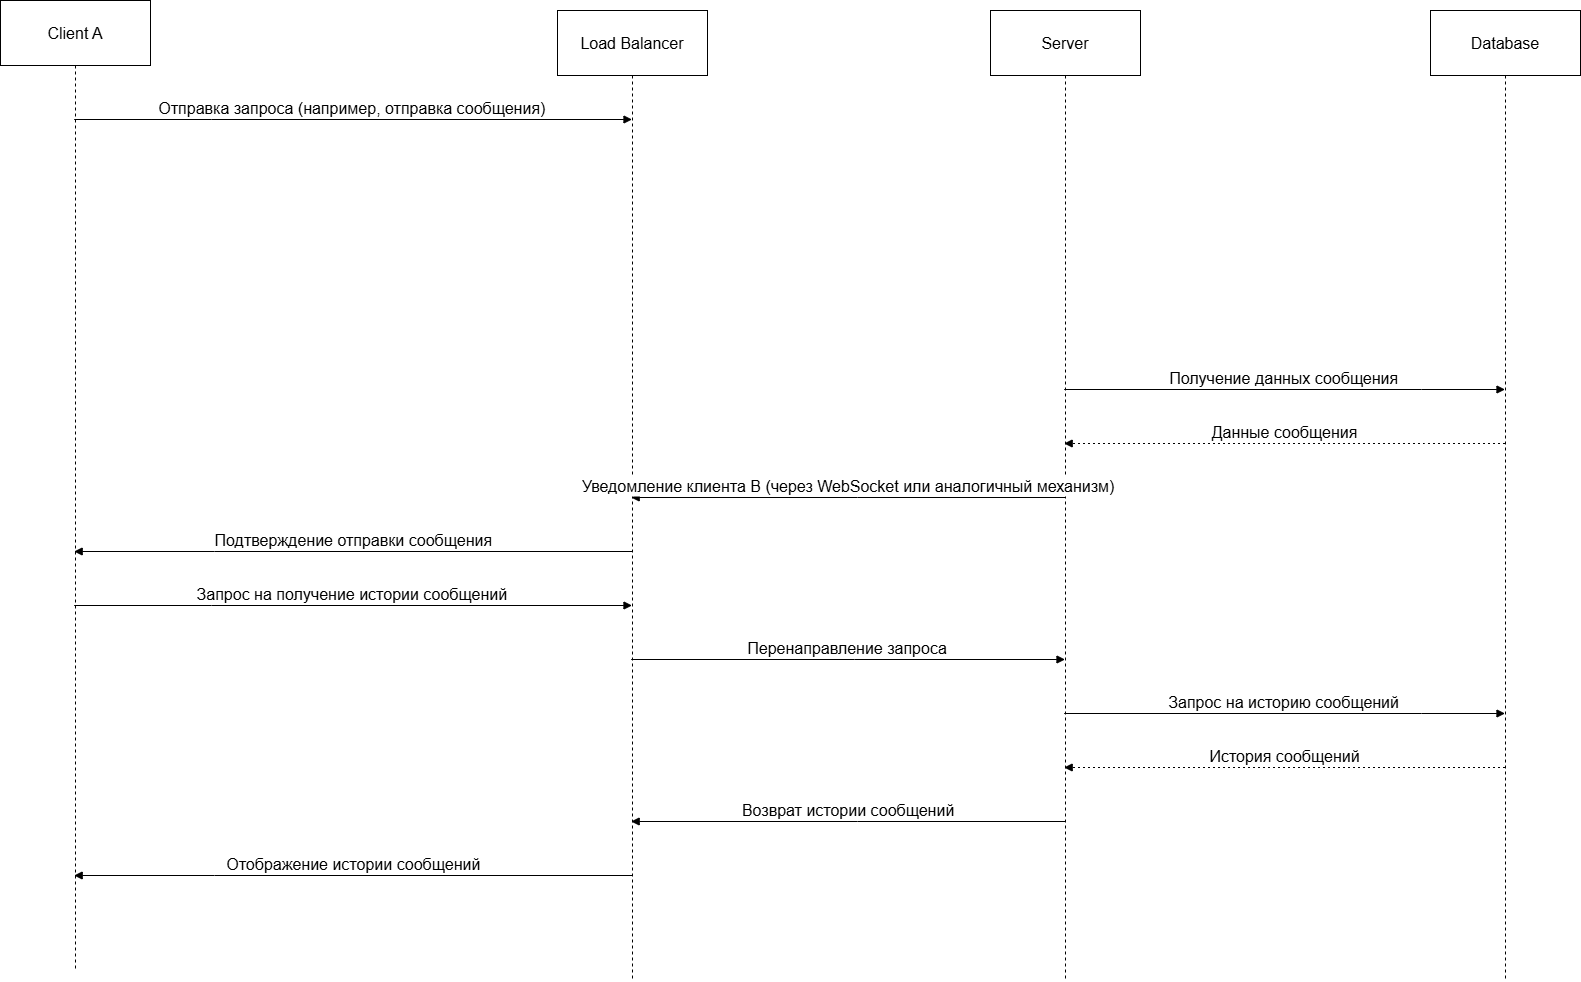 Client A
Load Balancer
Server
Database
Отправка запроса (например, отправка сообщения)
Получение данных сообщения
Данные сообщения
Уведомление клиента B (через WebSocket или аналогичный механизм)
Подтверждение отправки сообщения
Запрос на получение истории сообщений
Перенаправление запроса
Запрос на историю сообщений
История сообщений
Возврат истории сообщений
Отображение истории сообщений